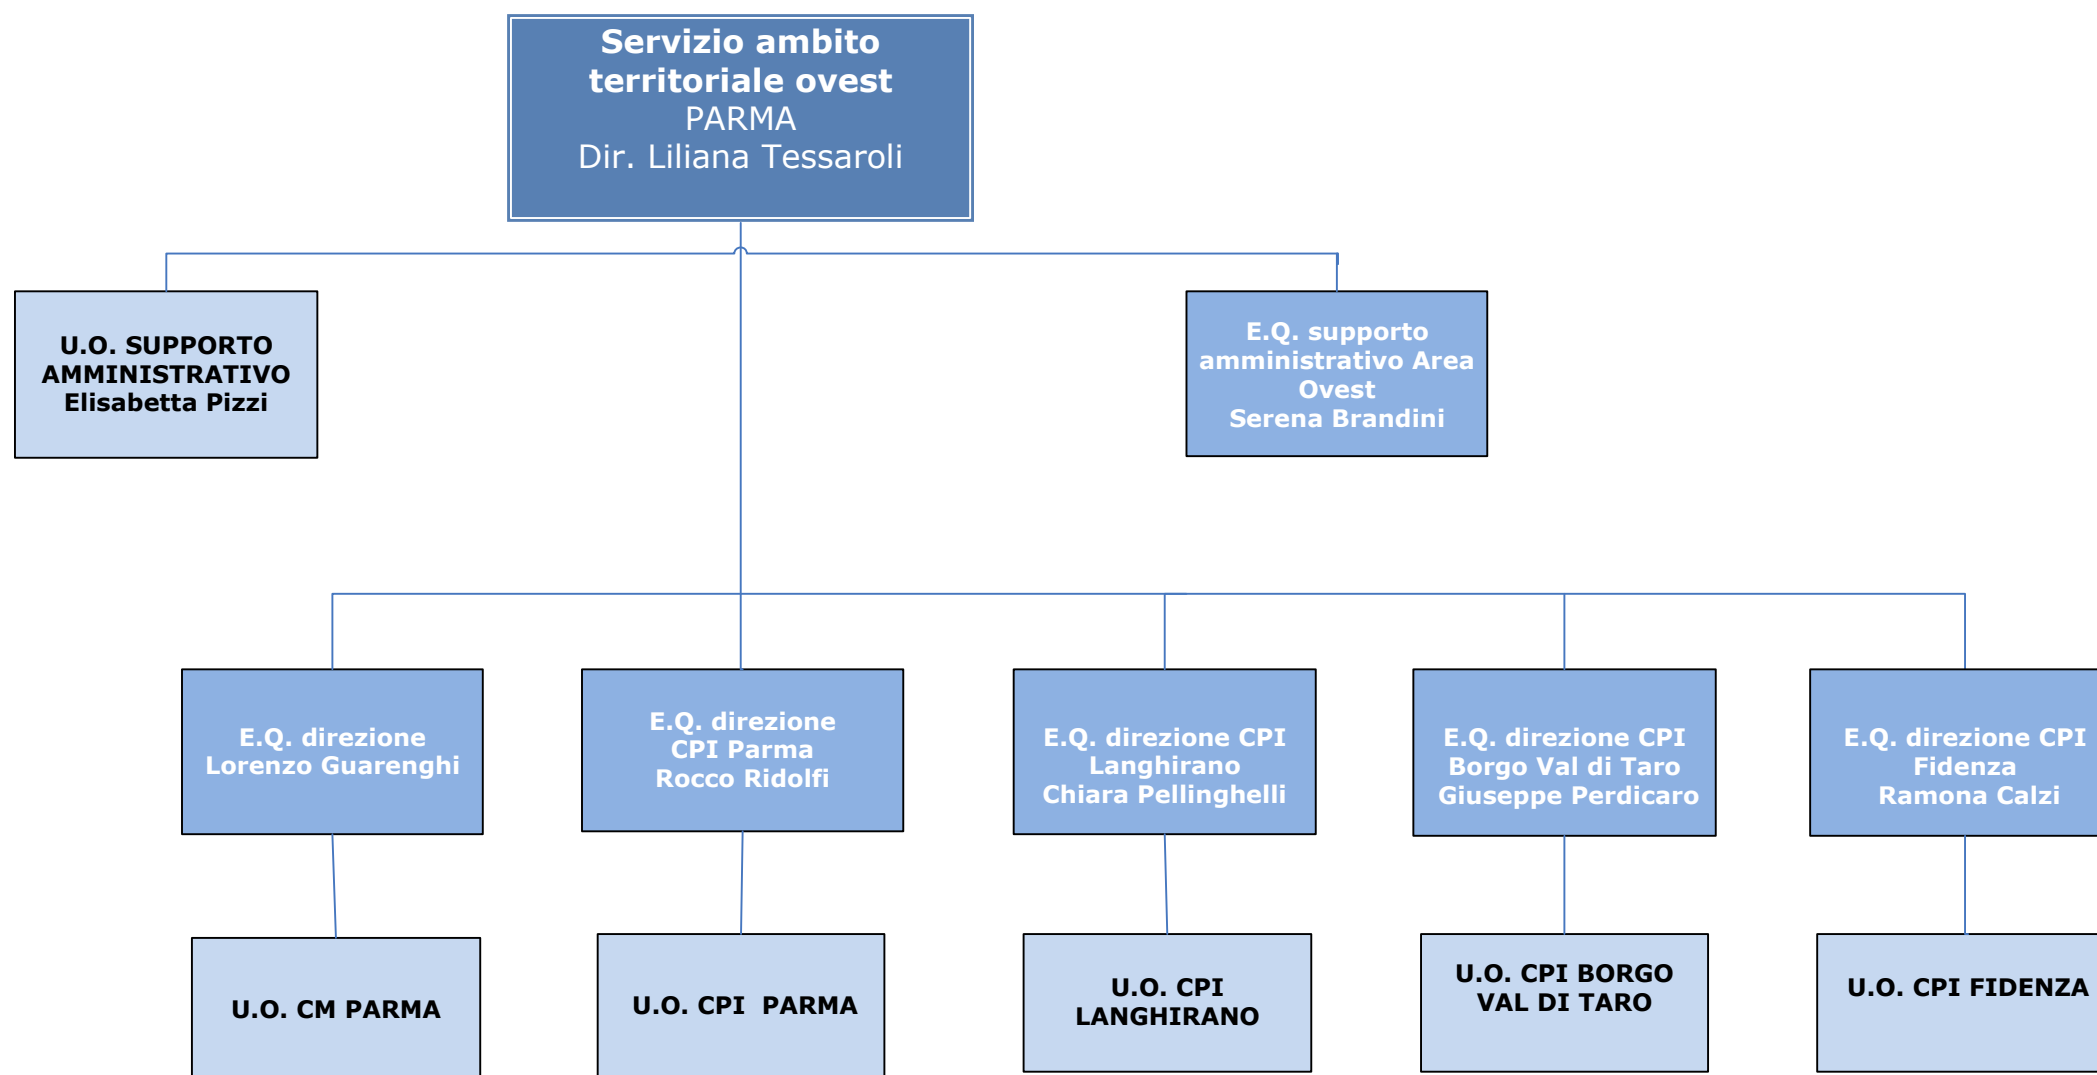 Servizio ambito
territoriale ovest
PARMA
Dir. Liliana Tessaroli
U.O. SUPPORTO
AMMINISTRATIVO
Elisabetta Pizzi
E.Q. supporto
amministrativo Area
Ovest
Serena Brandini
E.Q. direzione
Lorenzo Guarenghi
E.Q. direzione
CPI Parma
Rocco Ridolfi
E.Q. direzione CPI
Langhirano
Chiara Pellinghelli
E.Q. direzione CPI
Borgo Val di Taro
Giuseppe Perdicaro
E.Q. direzione CPI
Fidenza
Ramona Calzi
U.O. CM PARMA
U.O. CPI  PARMA
U.O. CPI
LANGHIRANO
U.O. CPI BORGO
VAL DI TARO
U.O. CPI FIDENZA